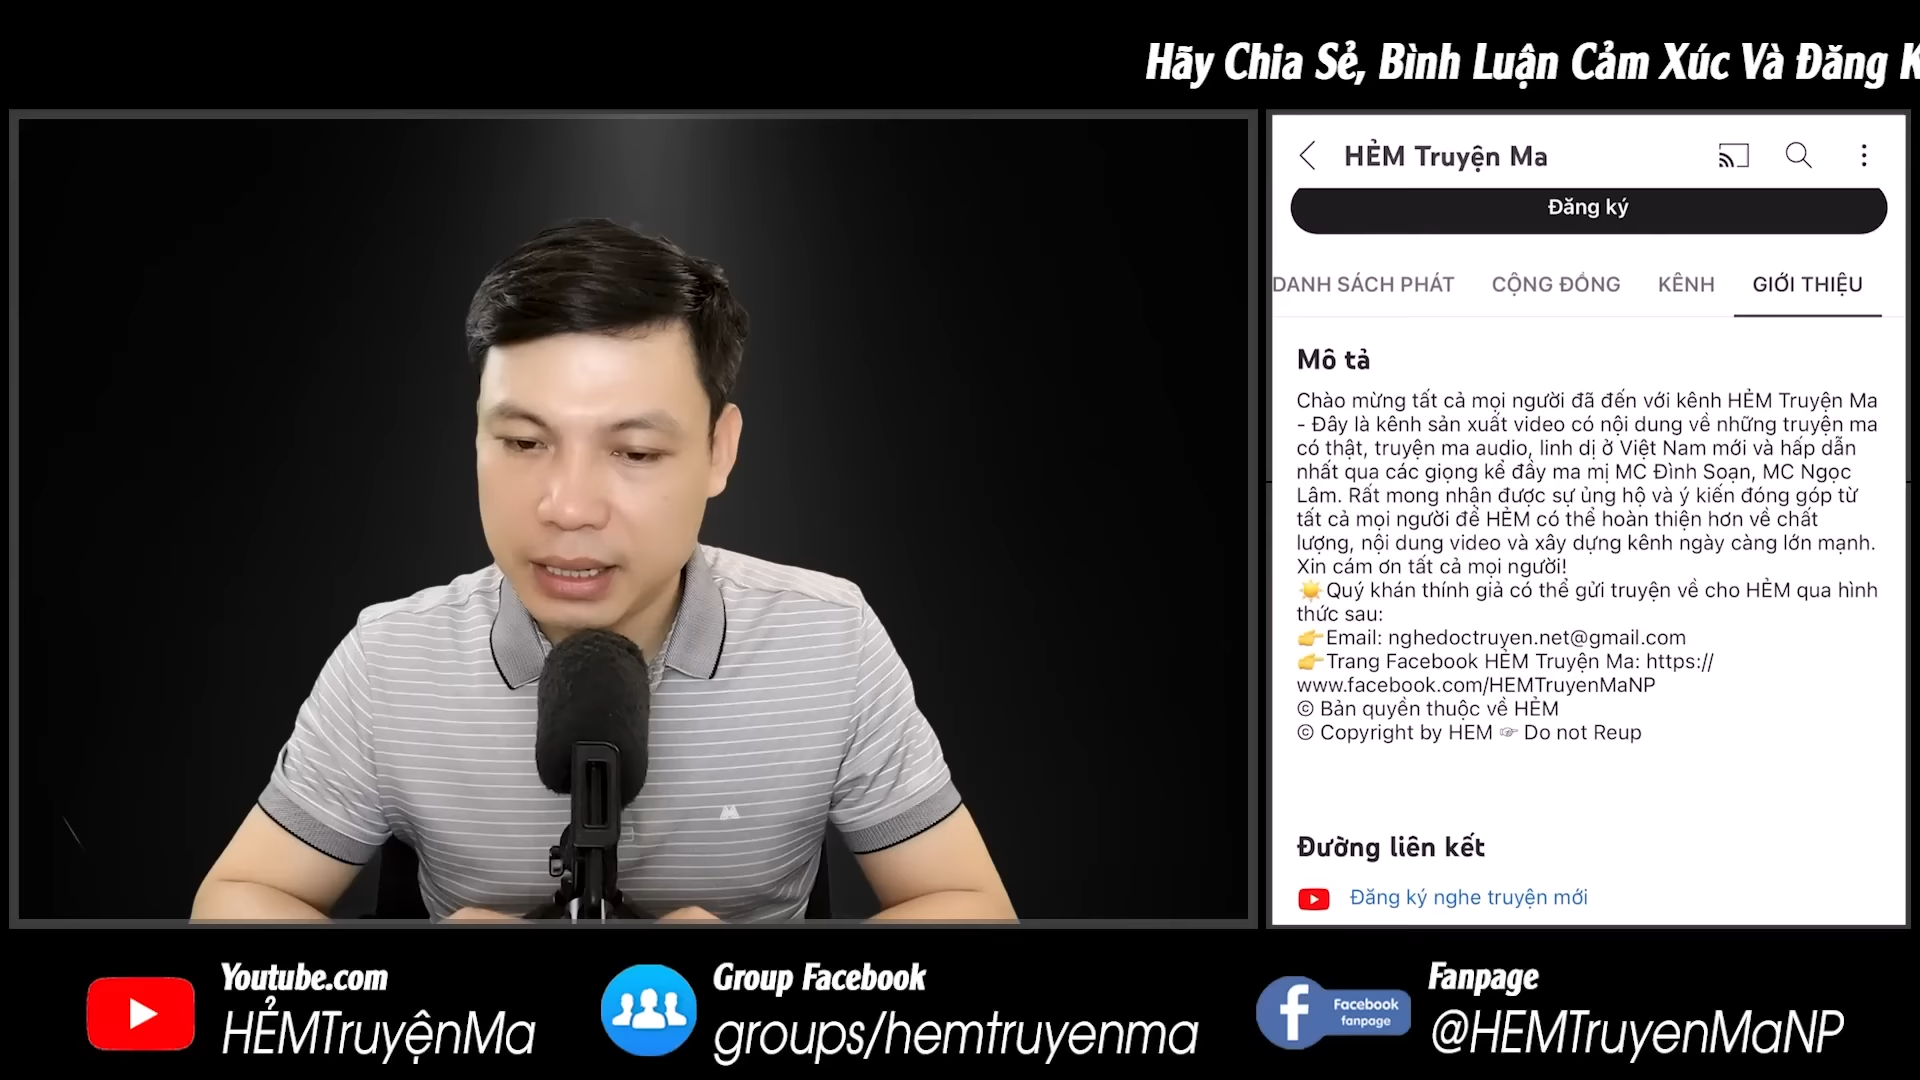 Hãy Chia Sẻ, Bình Luận Cảm Xúc Và Đăng
HẺM Truyện Ma
Đăng ký
DANH SÁCH PHÁT CỘNG ĐỒNG KÊNH GIỚI THIỆU
Mô tả
Chào mừng tất cả mọi người đã đến với kênh HẺM Truyện Ma
- Đây là kênh sản xuất video có nội dung về những truyện ma
có thật, truyện ma audio, linh dị ở Việt Nam mới và hấp dẫn
nhất qua các giọng kể đầy ma mị MC Đình Soạn, MC Ngọc
Lâm. Rất mong nhận được sự ủng hộ và ý kiến đóng góp từ
tất cả mọi người để HẺM có thể hoàn thiện hơn về chất
lượng, nội dung video và xây dựng kênh ngày càng lớn mạnh.
Xin cám ơn tất cả mọi người!
☀️Quý khán thính giả có thể gửi truyện về cho HẺM qua hình
thức sau:
👉Email: nghedoctruyen.net@gmail.com
👉Trang Facebook HẺM Truyện Ma: https://
www.facebook.com/HEMTruyenMaNP
© Bản quyền thuộc về HẺM
© Copyright by HEM ☞ Do not Reup
Đường liên kết
Đăng ký nghe truyện mới
Youtube.com
HẺMTruyệnMa
Group Facebook
groups/hemtruyenma
Facebook
fanpage
Fanpage
@HEMTruyenMaNP